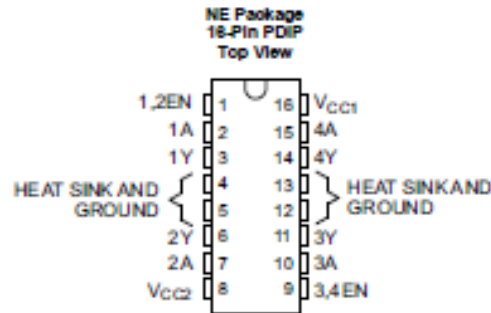 NE Package
16-Pin PDIP
Top View
1,2EN 1 16 VCC1
1A 2 15 4A
1Y 3 14 4Y
HEAT SINK AND GROUND 4 13 HEAT SINK AND GROUND
5 12
2Y 6 11 3Y
2A 7 10 3A
VCC2 8 9 3,4EN